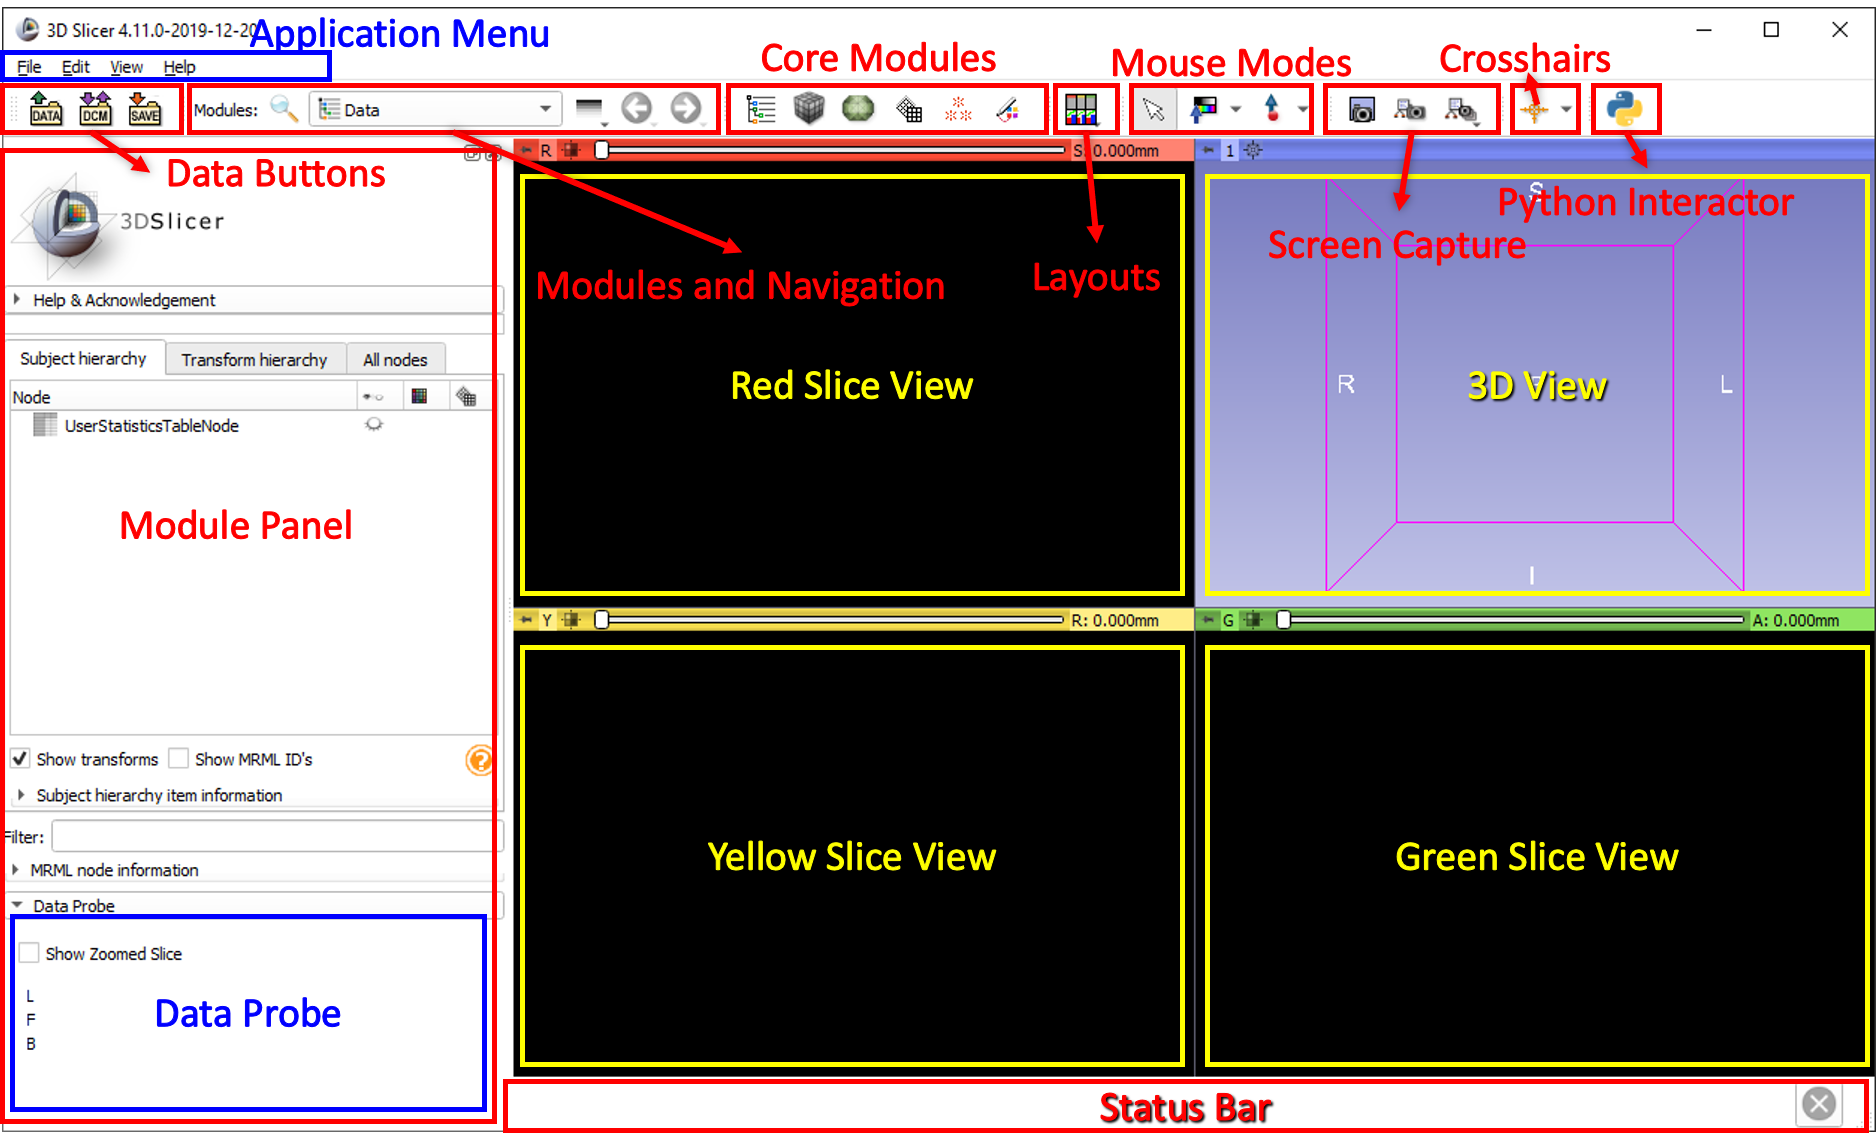 3D Slicer 4.11.0-2019-12-20
Application Menu
File Edit View Help
Core Modules
Mouse Modes
Crosshairs
DATA DCM SAVE
Modules: Data
Data Buttons
R S: 0.000mm
1
3DSlicer
S
Python Interactor
Screen Capture
Modules and Navigation
Layouts
Help & Acknowledgement
Subject hierarchy Transform hierarchy All nodes
Red Slice View
R 3D View L
Node
UserStatisticsTableNode
Module Panel
I
Y R: 0.000mm
G A: 0.000mm
Show transforms Show MRML ID's ?
Subject hierarchy item information
Filter:
MRML node information
Yellow Slice View
Green Slice View
Data Probe
Show Zoomed Slice
L
F
B
Data Probe
Status Bar